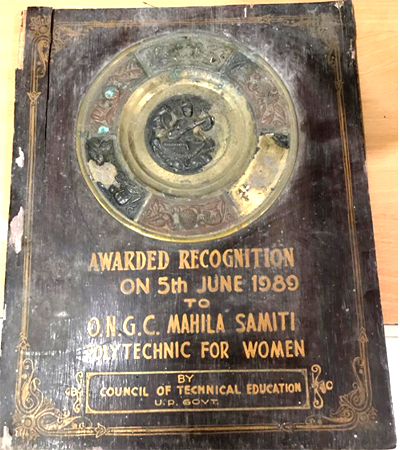 AWARDED RECOGNITION
ON 5th JUNE 1989
TO
O.N.G.C. MAHILA SAMITI
POLYTECHNIC FOR WOMEN
BY
COUNCIL OF TECHNICAL EDUCATION
U.P. GOVT.